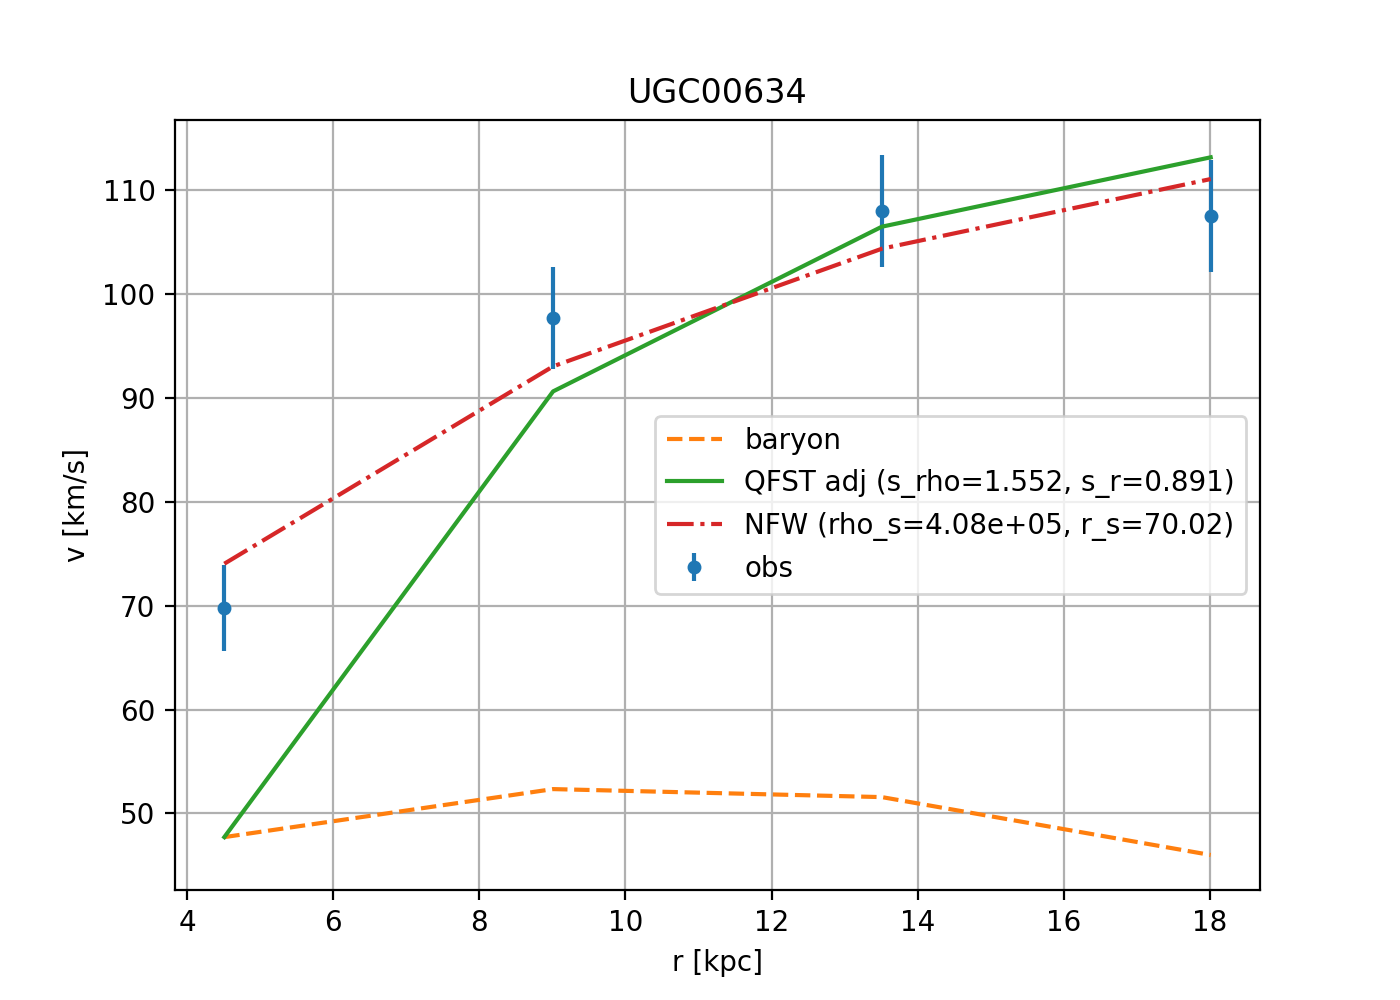 UGC00634
110
100
90
80
70
60
50
v [km/s]
baryon
QFST adj (s_rho=1.552, s_r=0.891)
NFW (rho_s=4.08e+05, r_s=70.02)
obs
4 6 8 10 12 14 16 18
r [kpc]